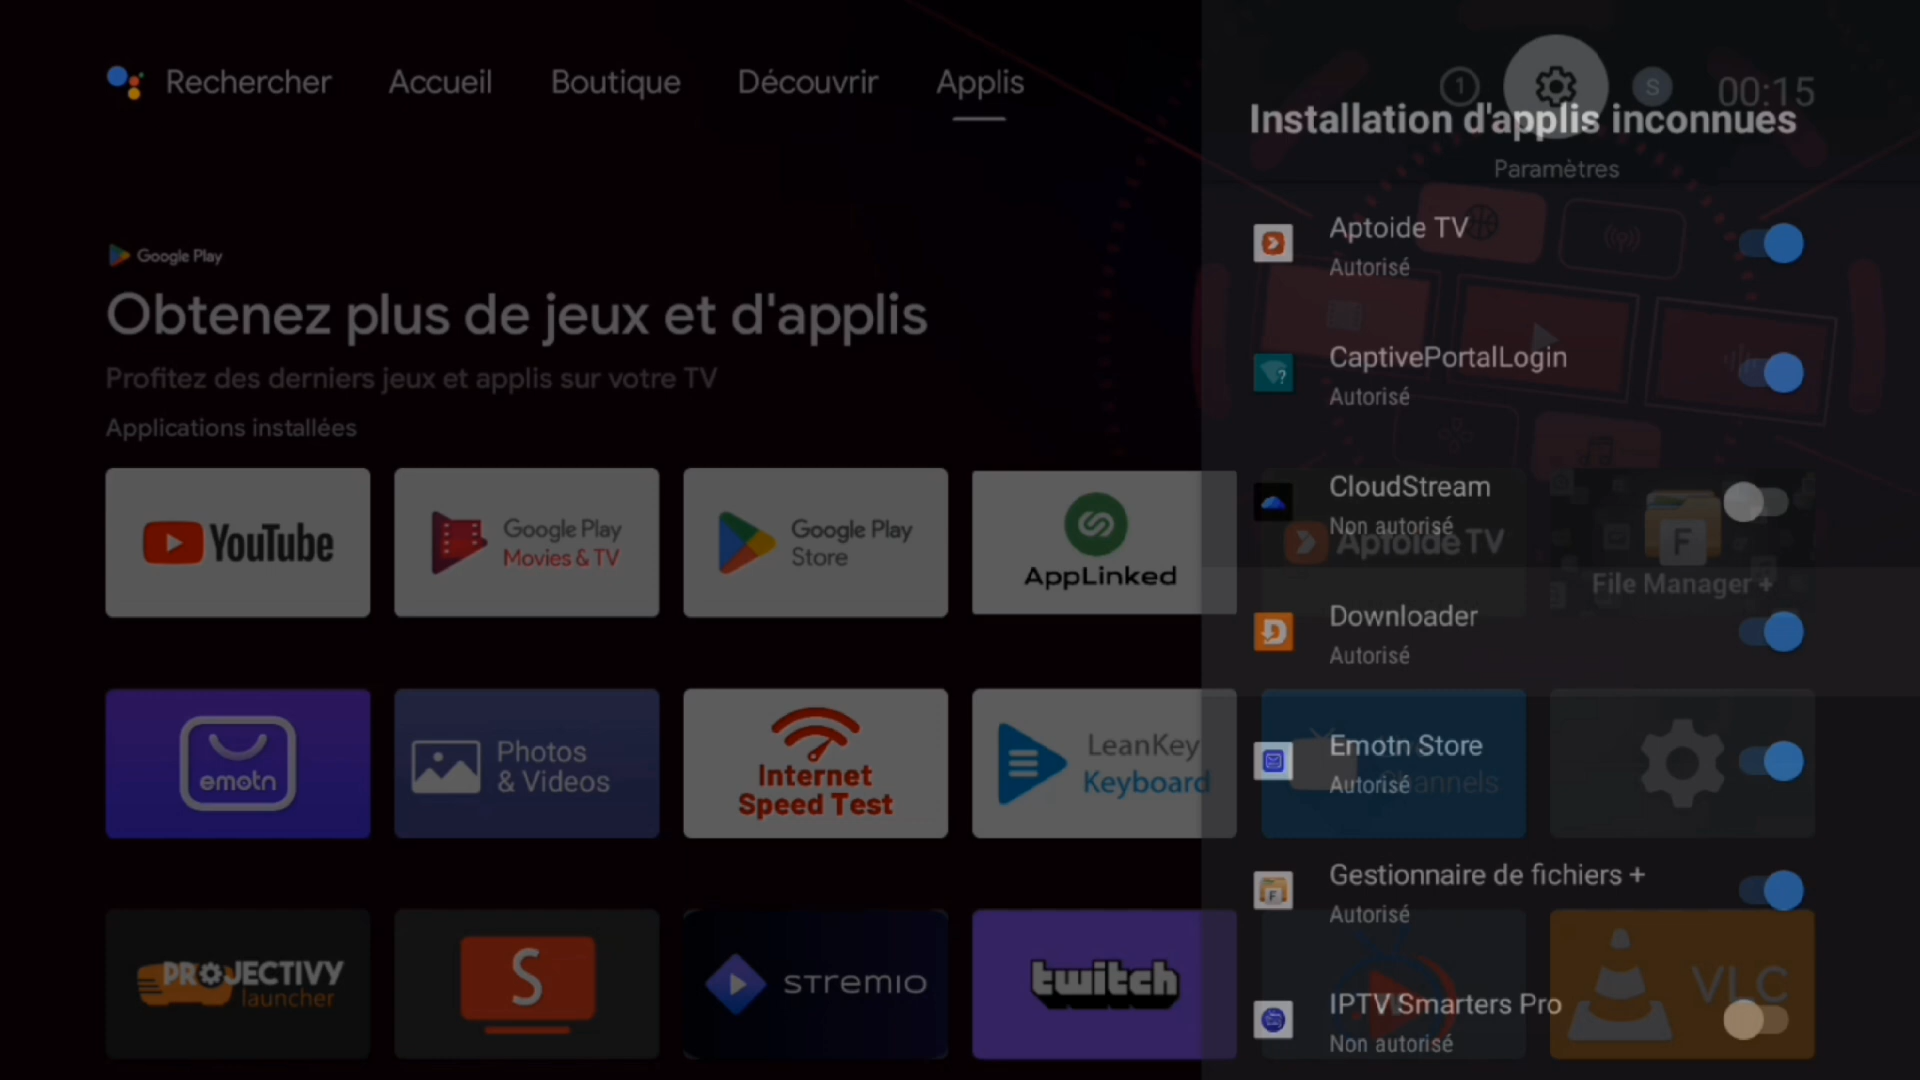 Rechercher
Accueil
Boutique
Découvrir
Applis
1
S
00:15
Installation d'applis inconnues
Paramètres
Google Play
Obtenez plus de jeux et d'applis
Profitez des derniers jeux et applis sur votre TV
Applications installées
YouTube
Google Play
Movies & TV
Google Play
Store
AppLinked
Aptoide TV
F
File Manager +
emotn
Photos
& Videos
Internet
Speed Test
LeanKey
Keyboard
hannels
PROJECTIVY
launcher
S
STREMIO
twitch
VLC
Aptoide TV
Autorisé
?
CaptivePortalLogin
Autorisé
CloudStream
Non autorisé
Downloader
Autorisé
Emotn Store
Autorisé
F
Gestionnaire de fichiers +
Autorisé
IPTV Smarters Pro
Non autorisé